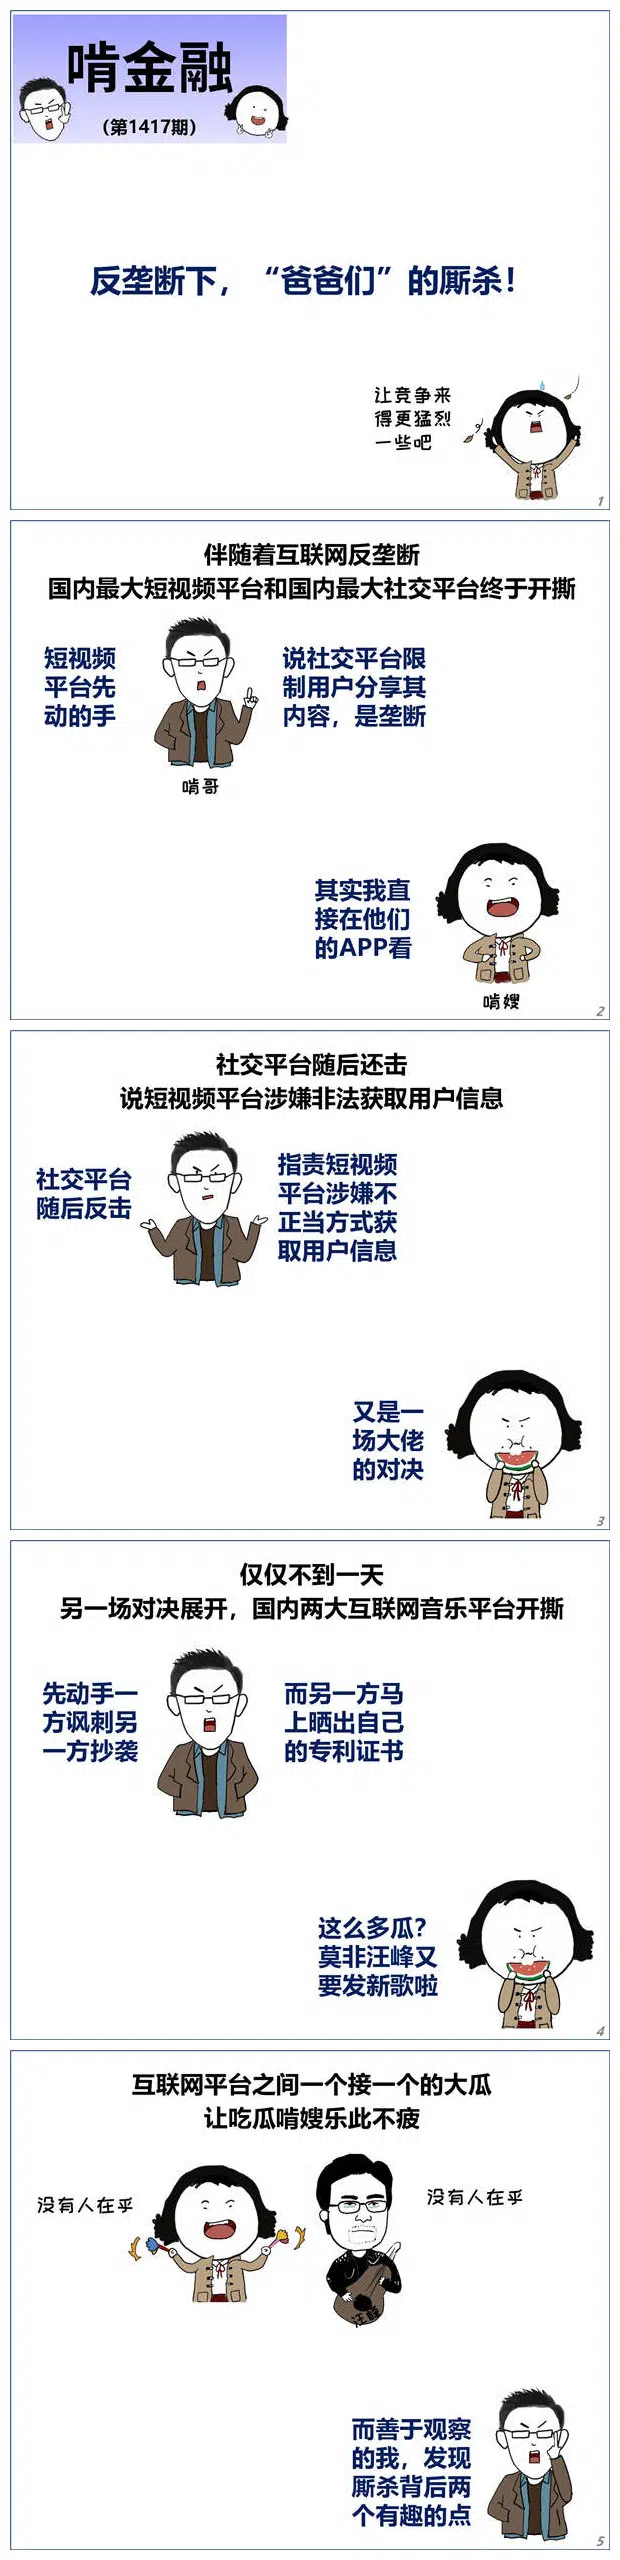 啃金融
（第1417期）
反垄断下，“爸爸们”的厮杀！
让竞争来
得更猛烈
一些吧
1
伴随着互联网反垄断
国内最大短视频平台和国内最大社交平台终于开撕
短视频
平台先
动的手
说社交平台限
制用户分享其
内容，是垄断
啃哥
其实我直
接在他们
的APP看
啃嫂
2
社交平台随后还击
说短视频平台涉嫌非法获取用户信息
社交平台
随后反击
指责短视频
平台涉嫌不
正当方式获
取用户信息
又是一
场大佬
的对决
3
仅仅不到一天
另一场对决展开，国内两大互联网音乐平台开撕
先动手一
方讽刺另
一方抄袭
而另一方马
上晒出自己
的专利证书
这么多瓜？
莫非汪峰又
要发新歌啦
4
互联网平台之间一个接一个的大瓜
让吃瓜啃嫂乐此不疲
没有人在乎
没有人在乎
汪峰
而善于观察
的我，发现
厮杀背后两
个有趣的点
5